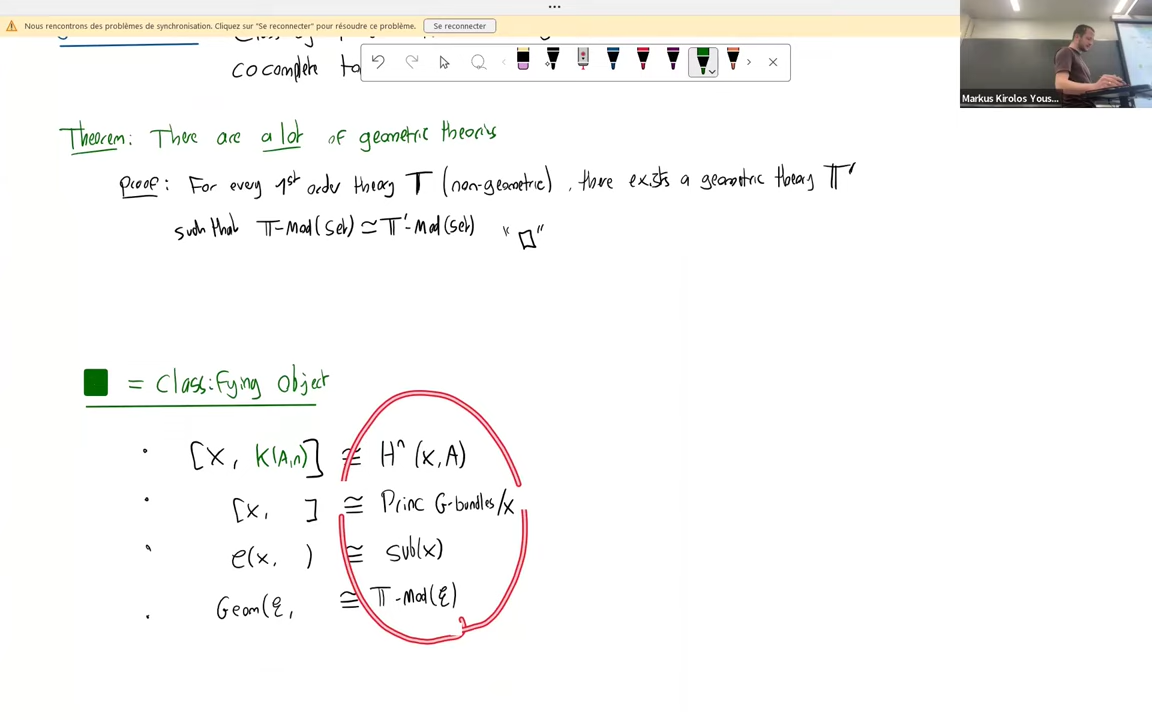 Nous rencontrons des problèmes de synchronisation. Cliquez sur "Se reconnecter" pour résoudre ce problème. Se reconnecter
Markus Kirolos Yous...
cocomplete
Theorem: There are a lot of geometric theories
Proof: For every 1st order theory T (non-geometric), there exists a geometric theory T'
such that T-Mod(Set) ≃ T'-Mod(Set) "□"
■ = Classifying Object
• [X, K(A,n)] ≅ Hⁿ(X,A)
• [X, ] ≅ Princ G-bundles/X
• C(X, ) ≅ Sub(X)
• Geom(ℰ, ≅ T-Mod(ℰ)